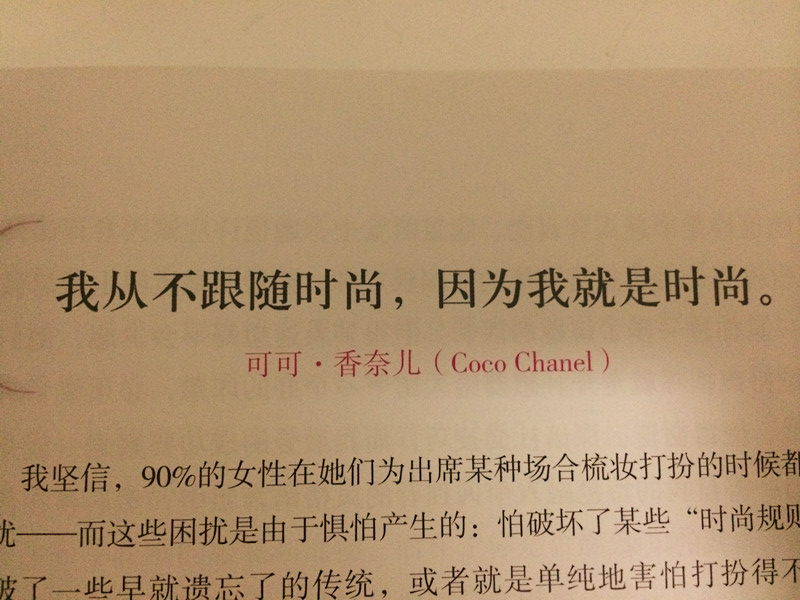 我从不跟随时尚，因为我就是时尚。
可可·香奈儿（Coco Chanel）
我坚信，90%的女性在她们为出席某种场合梳妆打扮的时候都
扰——而这些困扰是由于惧怕产生的：怕破坏了某些“时尚规则
破了一些早就遗忘了的传统，或者就是单纯地害怕打扮得不